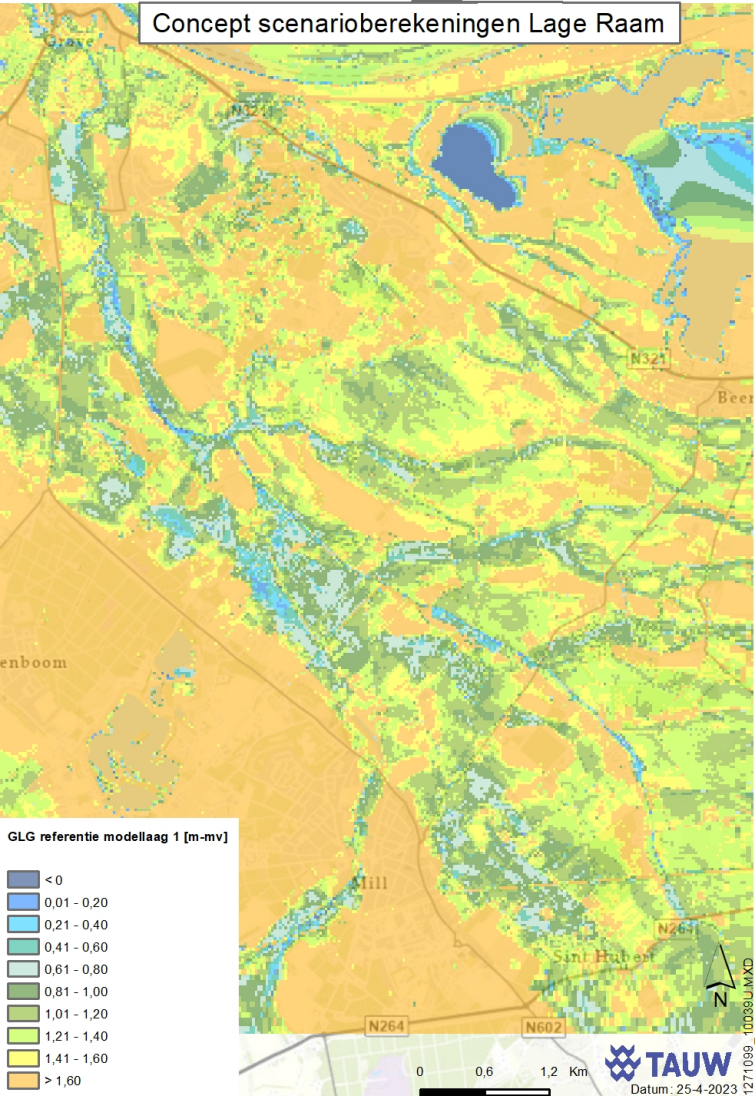 Concept scenarioberekeningen Lage Raam
Grave
N321
N321
Beer
enboom
Mill
N264
Sint Hubert
N264
N602
GLG referentie modellaag 1 [m-mv]
< 0
0,01 - 0,20
0,21 - 0,40
0,41 - 0,60
0,61 - 0,80
0,81 - 1,00
1,01 - 1,20
1,21 - 1,40
1,41 - 1,60
> 1,60
N
0 0,6 1,2 Km
TAUW
Datum: 25-4-2023
1271099_10039U.MXD